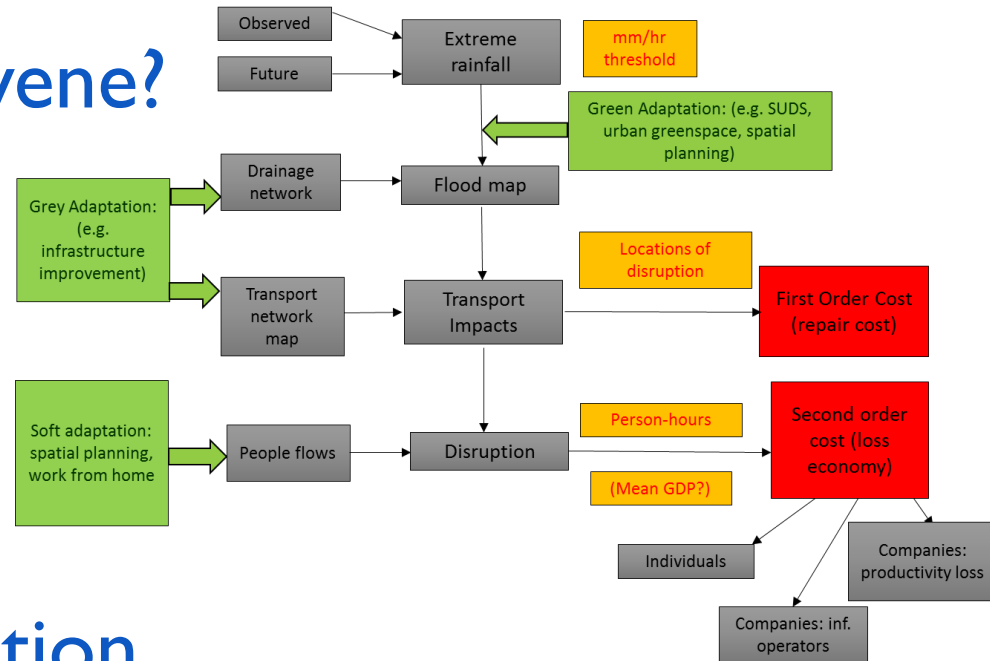 Observed
Extreme
rainfall
mm/hr
threshold
vene?
Future
Green Adaptation: (e.g. SUDS,
urban greenspace, spatial
planning)
Drainage
network
Flood map
Grey Adaptation:
(e.g.
infrastructure
improvement)
Locations of
disruption
Transport
network
map
Transport
Impacts
First Order Cost
(repair cost)
Soft adaptation:
spatial planning,
work from home
People flows
Disruption
Person-hours
(Mean GDP?)
Second order
cost (loss
economy)
Individuals
Companies:
productivity loss
Companies: inf.
operators
tion